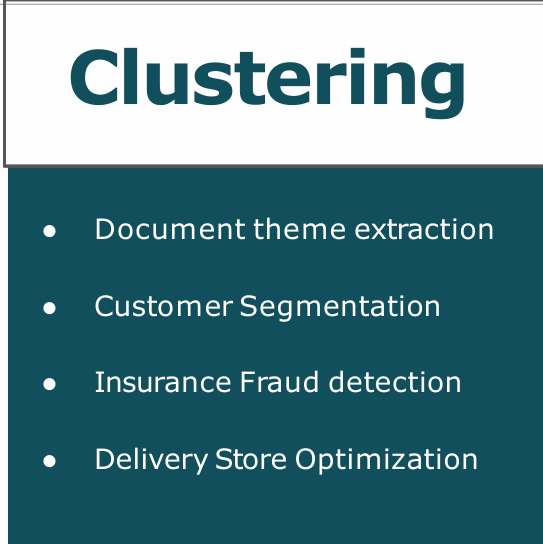 Clustering
● Document theme extraction
● Customer Segmentation
● Insurance Fraud detection
● Delivery Store Optimization